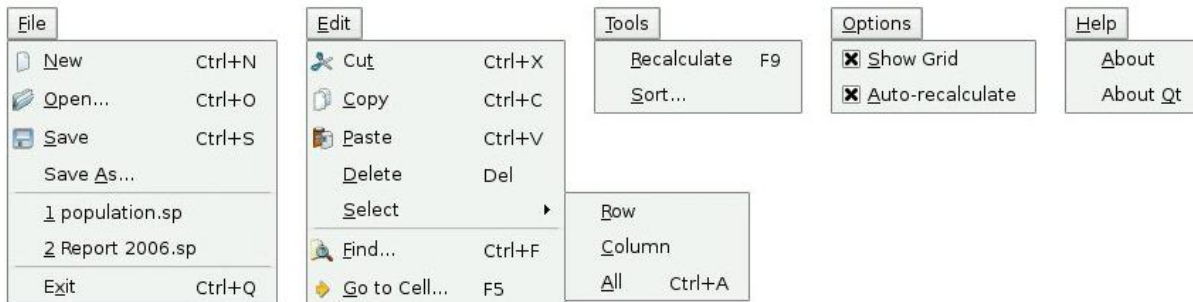 File
New Ctrl+N
Open... Ctrl+O
Save Ctrl+S
Save As...
1 population.sp
2 Report 2006.sp
Exit Ctrl+Q
Edit
Cut Ctrl+X
Copy Ctrl+C
Paste Ctrl+V
Delete Del
Select
Find... Ctrl+F
Go to Cell... F5
Row
Column
All Ctrl+A
Tools
Recalculate F9
Sort...
Options
Show Grid
Auto-recalculate
Help
About
About Qt